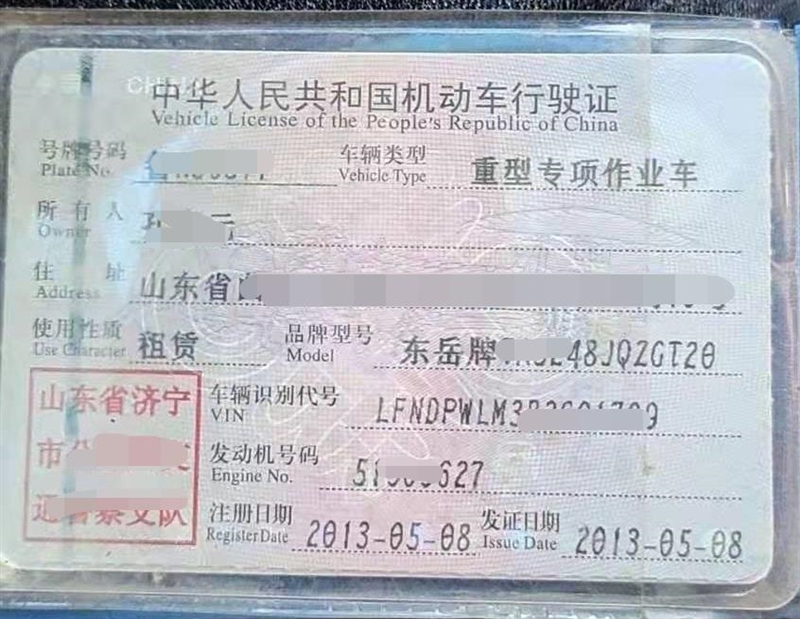 中华人民共和国机动车行驶证
Vehicle License of the People's Republic of China
号牌号码
Plate No.
车辆类型
Vehicle Type
重型专项作业车
所有人
Owner
住址
Address
山东省
使用性质
Use Character
租赁
品牌型号
Model
东岳牌 48JQZGT20
山东省济宁
市
支队
车辆识别代号
VIN
LFNDPWLM3
发动机号码
Engine No.
627
注册日期
Register Date
2013-05-08
发证日期
Issue Date
2013-05-08